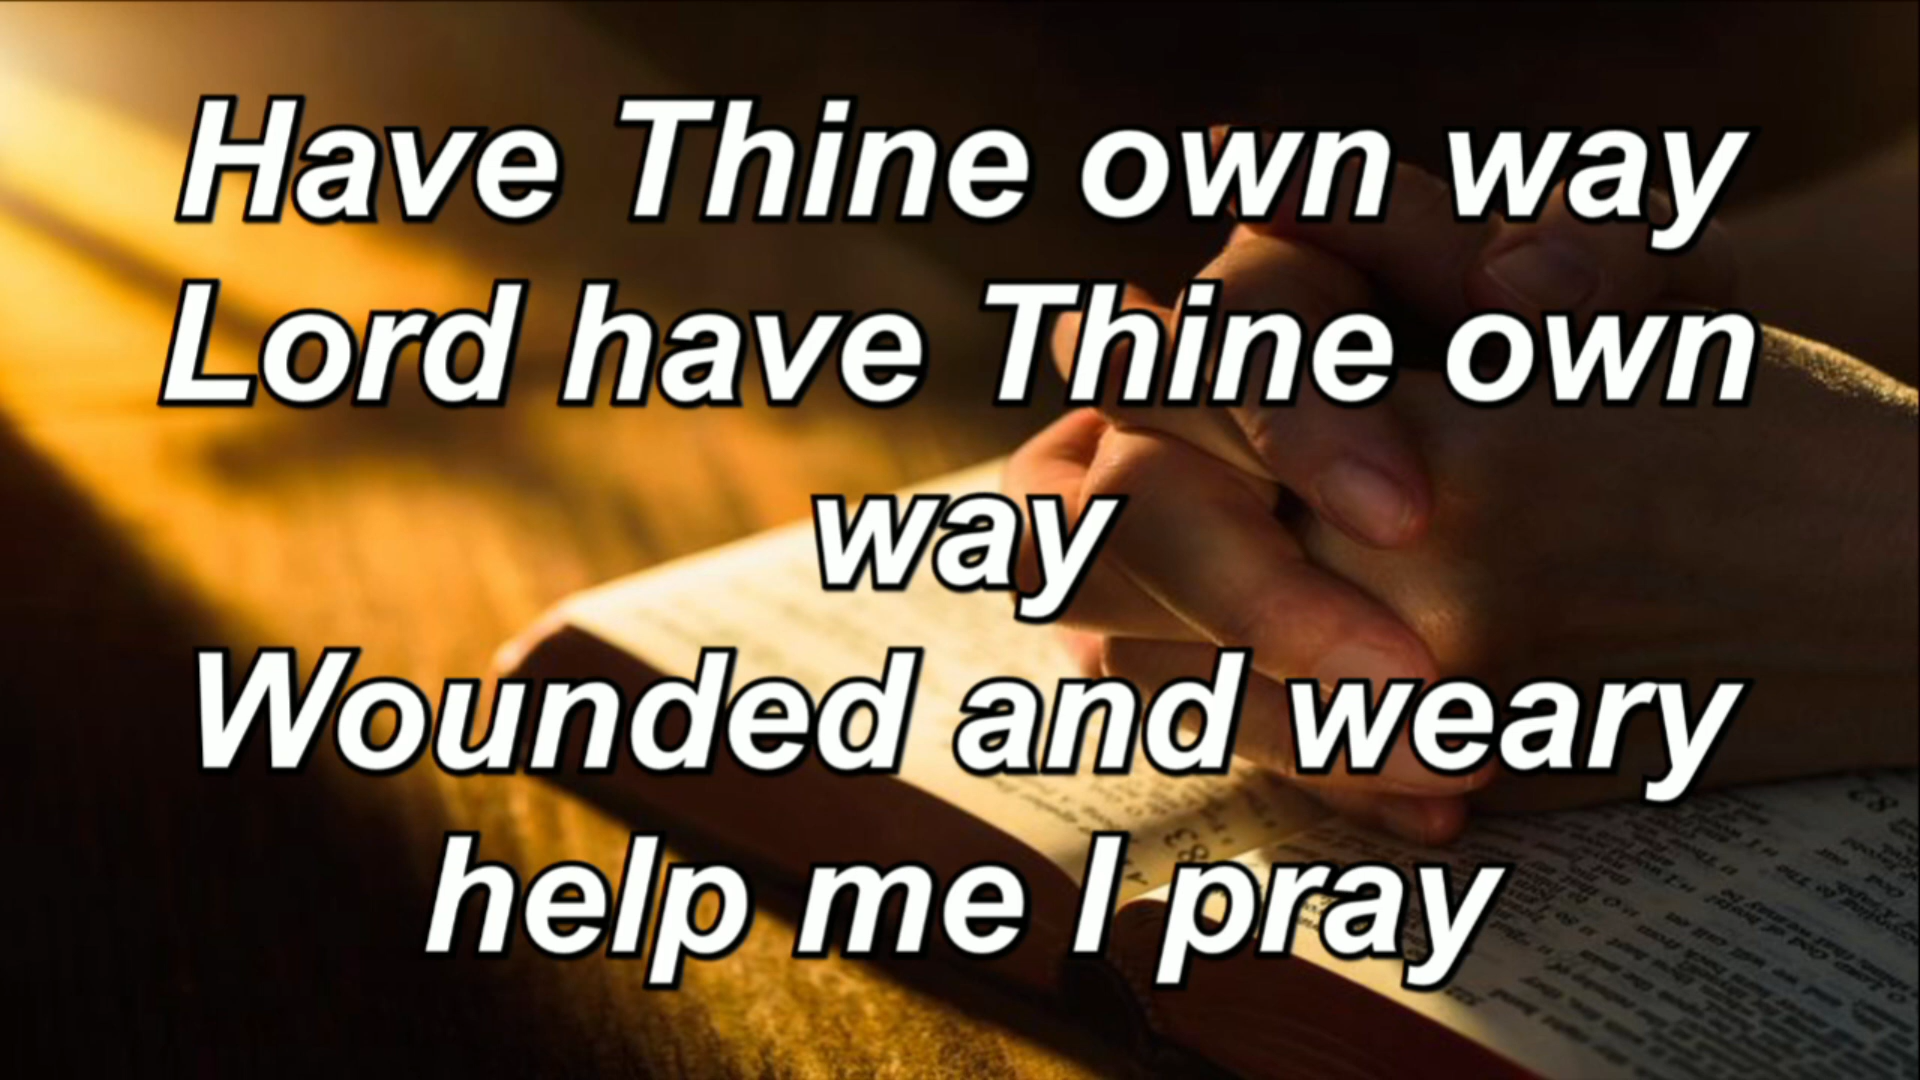 Have Thine own way
Lord have Thine own
way
Wounded and weary
help me I pray